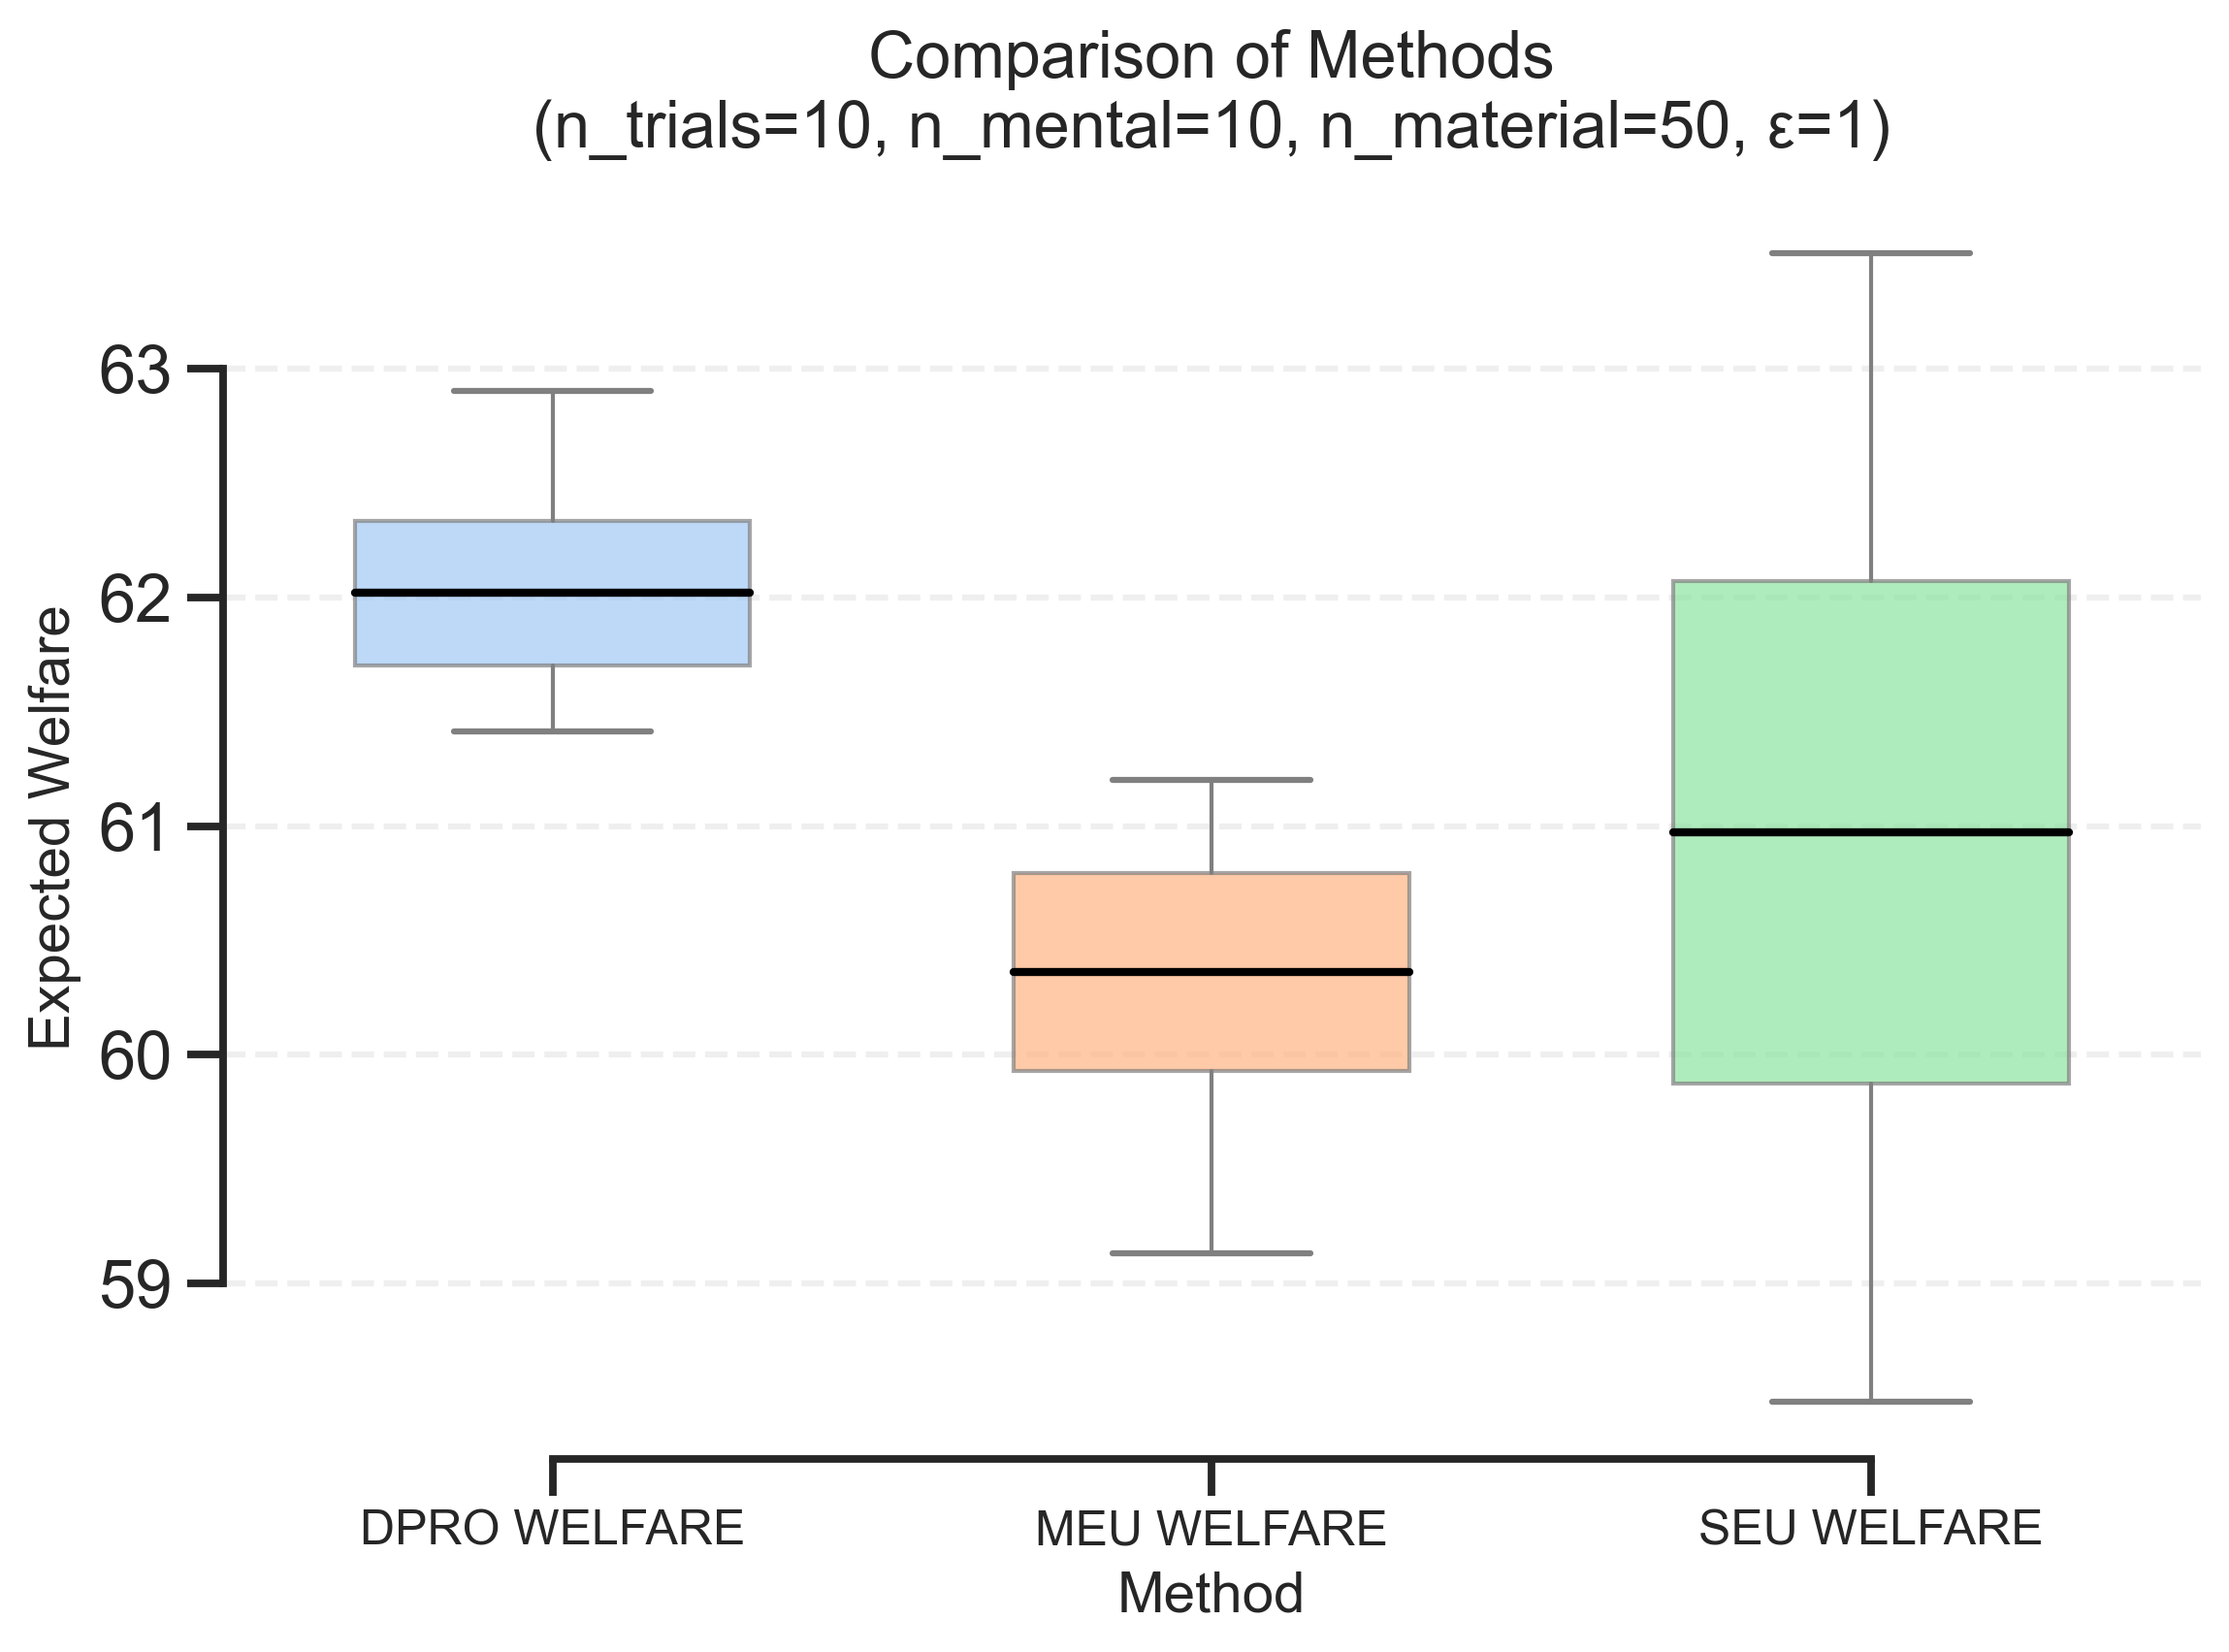 Comparison of Methods
(n_trials=10, n_mental=10, n_material=50, ε=1)
Expected Welfare
63
62
61
60
59
DPRO WELFARE
MEU WELFARE
SEU WELFARE
Method